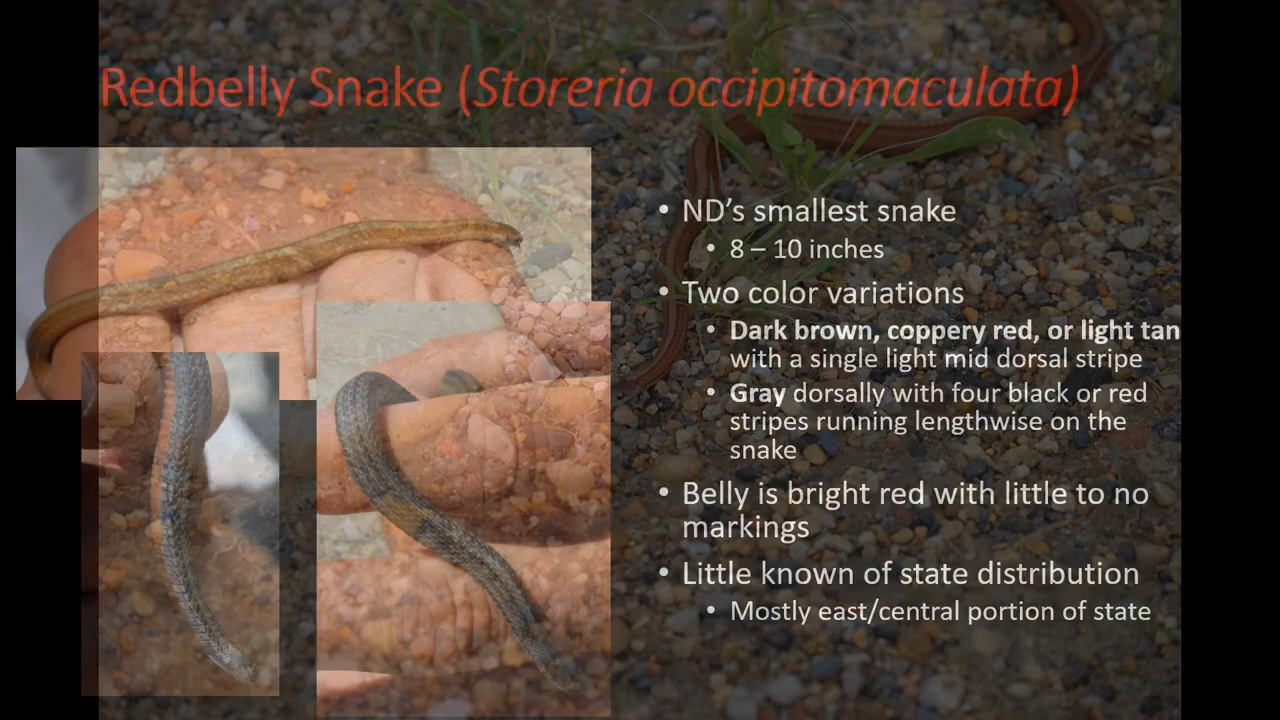 Redbelly Snake (Storeria occipitomaculata)
• ND’s smallest snake
• 8 – 10 inches
• Two color variations
• Dark brown, coppery red, or light tan
with a single light mid dorsal stripe
• Gray dorsally with four black or red
stripes running lengthwise on the
snake
• Belly is bright red with little to no
markings
• Little known of state distribution
• Mostly east/central portion of state